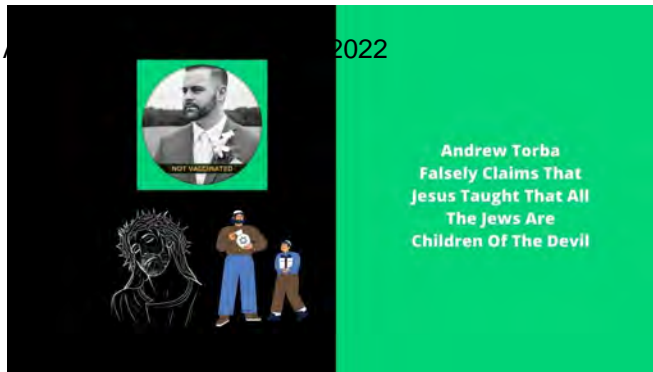 2022
NOT VACCINATED
Andrew Torba
Falsely Claims That
Jesus Taught That All
The Jews Are
Children Of The Devil